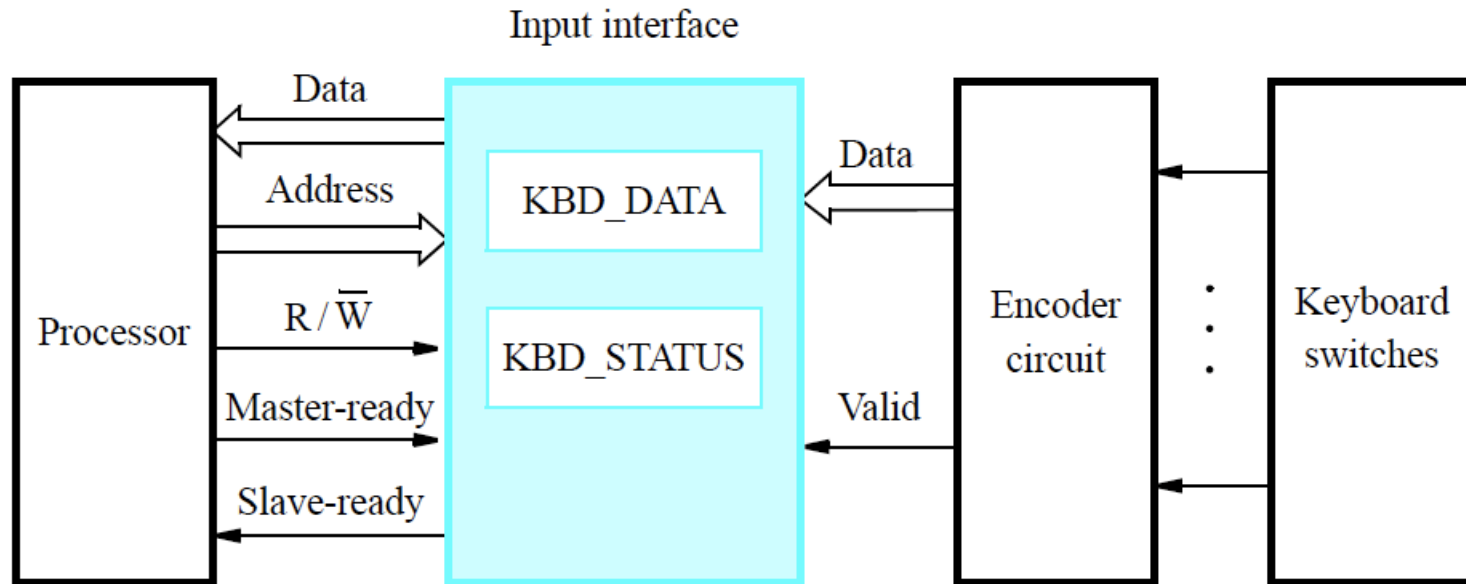 Input interface
Data
Address
R / W̅
Master-ready
Slave-ready
Processor
KBD_DATA
KBD_STATUS
Data
Valid
Encoder
circuit
Keyboard
switches